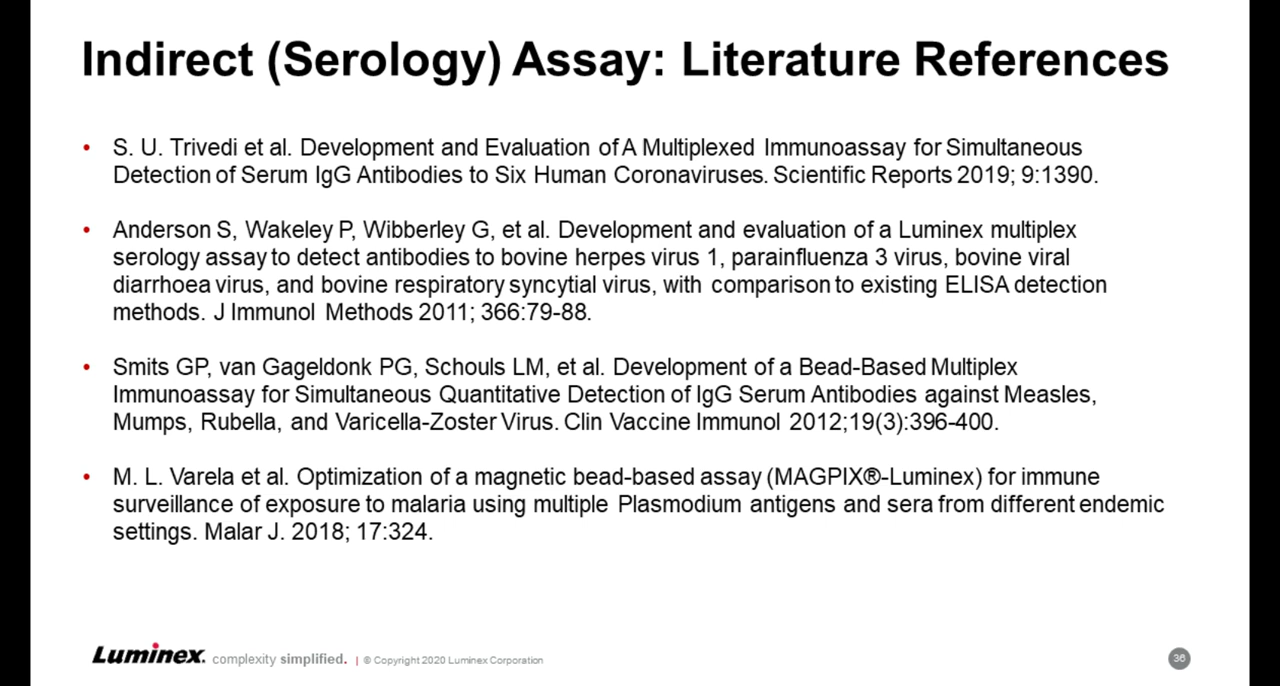 Indirect (Serology) Assay: Literature References
• S. U. Trivedi et al. Development and Evaluation of A Multiplexed Immunoassay for Simultaneous
Detection of Serum IgG Antibodies to Six Human Coronaviruses. Scientific Reports 2019; 9:1390.
• Anderson S, Wakeley P, Wibberley G, et al. Development and evaluation of a Luminex multiplex
serology assay to detect antibodies to bovine herpes virus 1, parainfluenza 3 virus, bovine viral
diarrhoea virus, and bovine respiratory syncytial virus, with comparison to existing ELISA detection
methods. J Immunol Methods 2011; 366:79-88.
• Smits GP, van Gageldonk PG, Schouls LM, et al. Development of a Bead-Based Multiplex
Immunoassay for Simultaneous Quantitative Detection of IgG Serum Antibodies against Measles,
Mumps, Rubella, and Varicella-Zoster Virus. Clin Vaccine Immunol 2012;19(3):396-400.
• M. L. Varela et al. Optimization of a magnetic bead-based assay (MAGPIX®-Luminex) for immune
surveillance of exposure to malaria using multiple Plasmodium antigens and sera from different endemic
settings. Malar J. 2018; 17:324.
Luminex. complexity simplified. | © Copyright 2020 Luminex Corporation
36